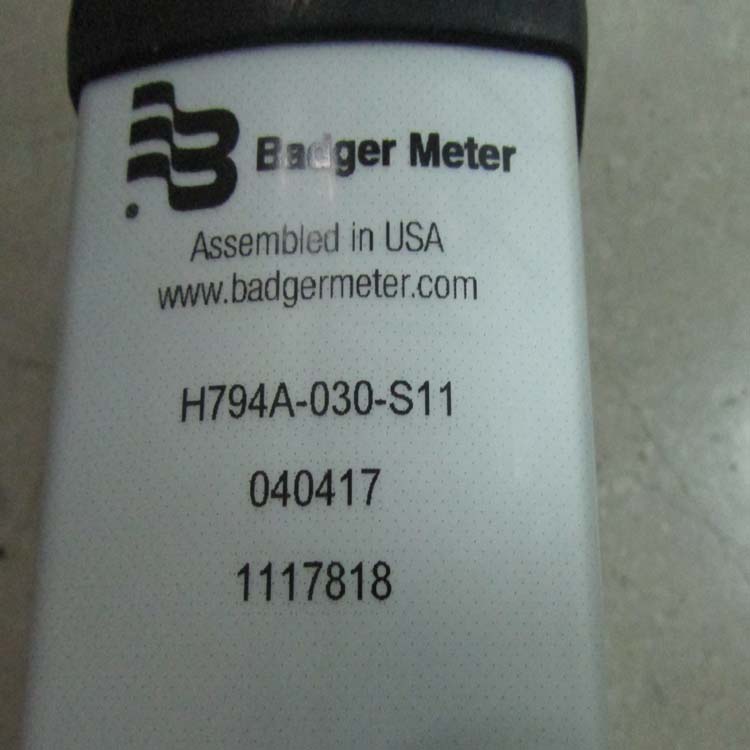 Badger Meter
Assembled in USA
www.badgermeter.com
H794A-030-S11
040417
1117818